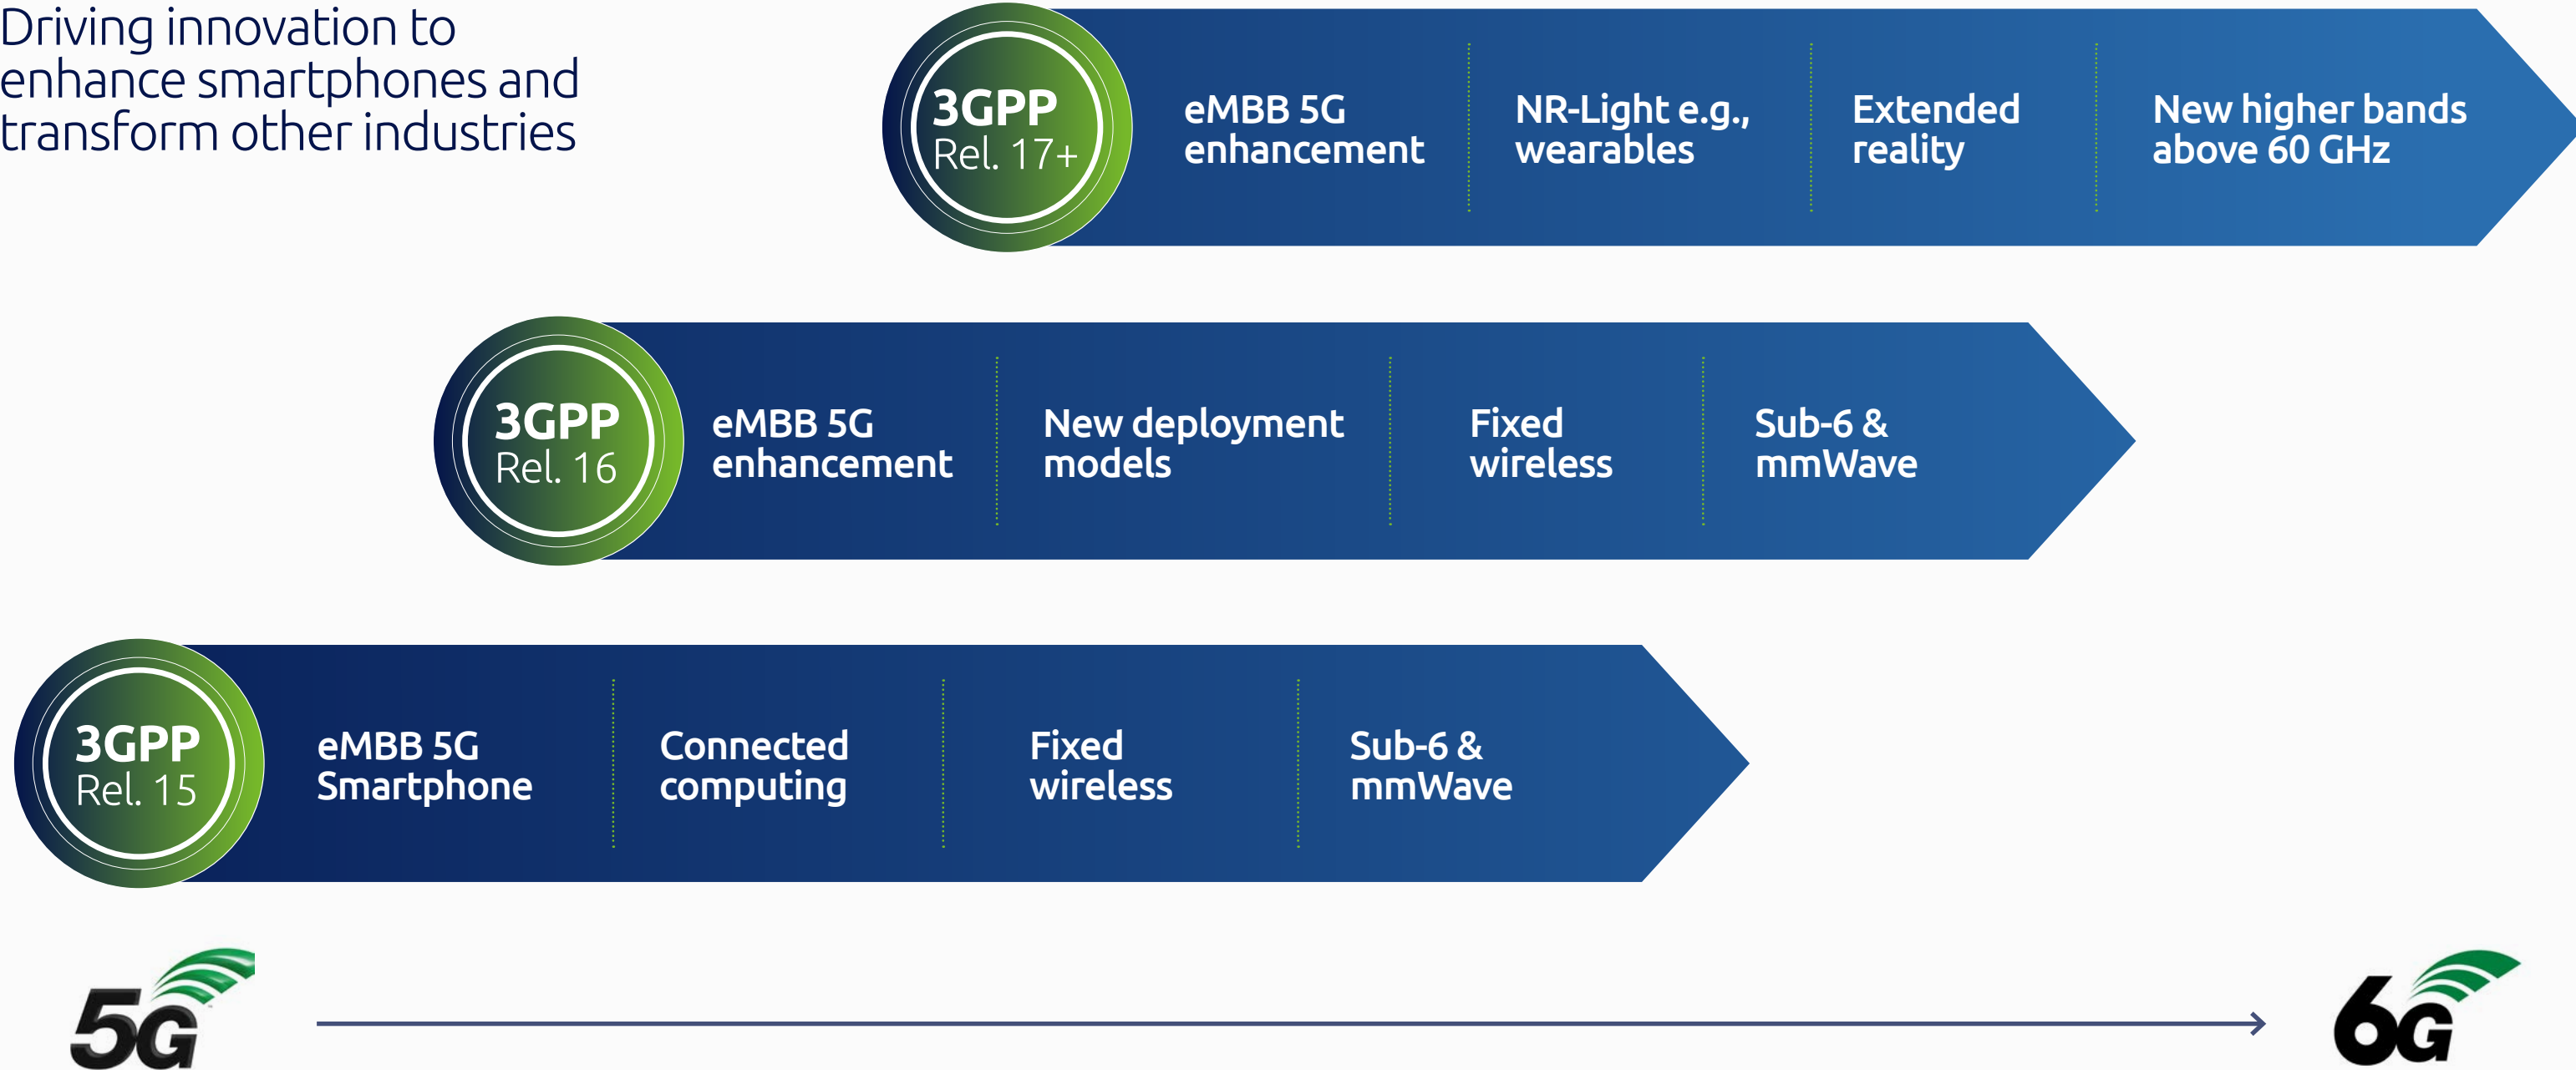 Driving innovation to
enhance smartphones and
transform other industries
3GPP
Rel. 17+
eMBB 5G
enhancement
NR-Light e.g.,
wearables
Extended
reality
New higher bands
above 60 GHz
3GPP
Rel. 16
eMBB 5G
enhancement
New deployment
models
Fixed
wireless
Sub-6 &
mmWave
3GPP
Rel. 15
eMBB 5G
Smartphone
Connected
computing
Fixed
wireless
Sub-6 &
mmWave
5G
6G